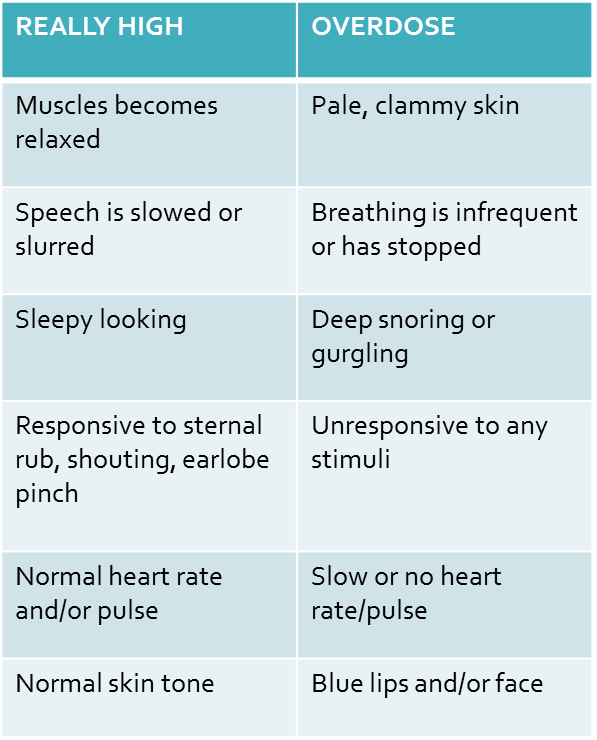 REALLY HIGH
OVERDOSE
Muscles becomes
relaxed
Pale, clammy skin
Speech is slowed or
slurred
Breathing is infrequent
or has stopped
Sleepy looking
Deep snoring or
gurgling
Responsive to sternal
rub, shouting, earlobe
pinch
Unresponsive to any
stimuli
Normal heart rate
and/or pulse
Slow or no heart
rate/pulse
Normal skin tone
Blue lips and/or face